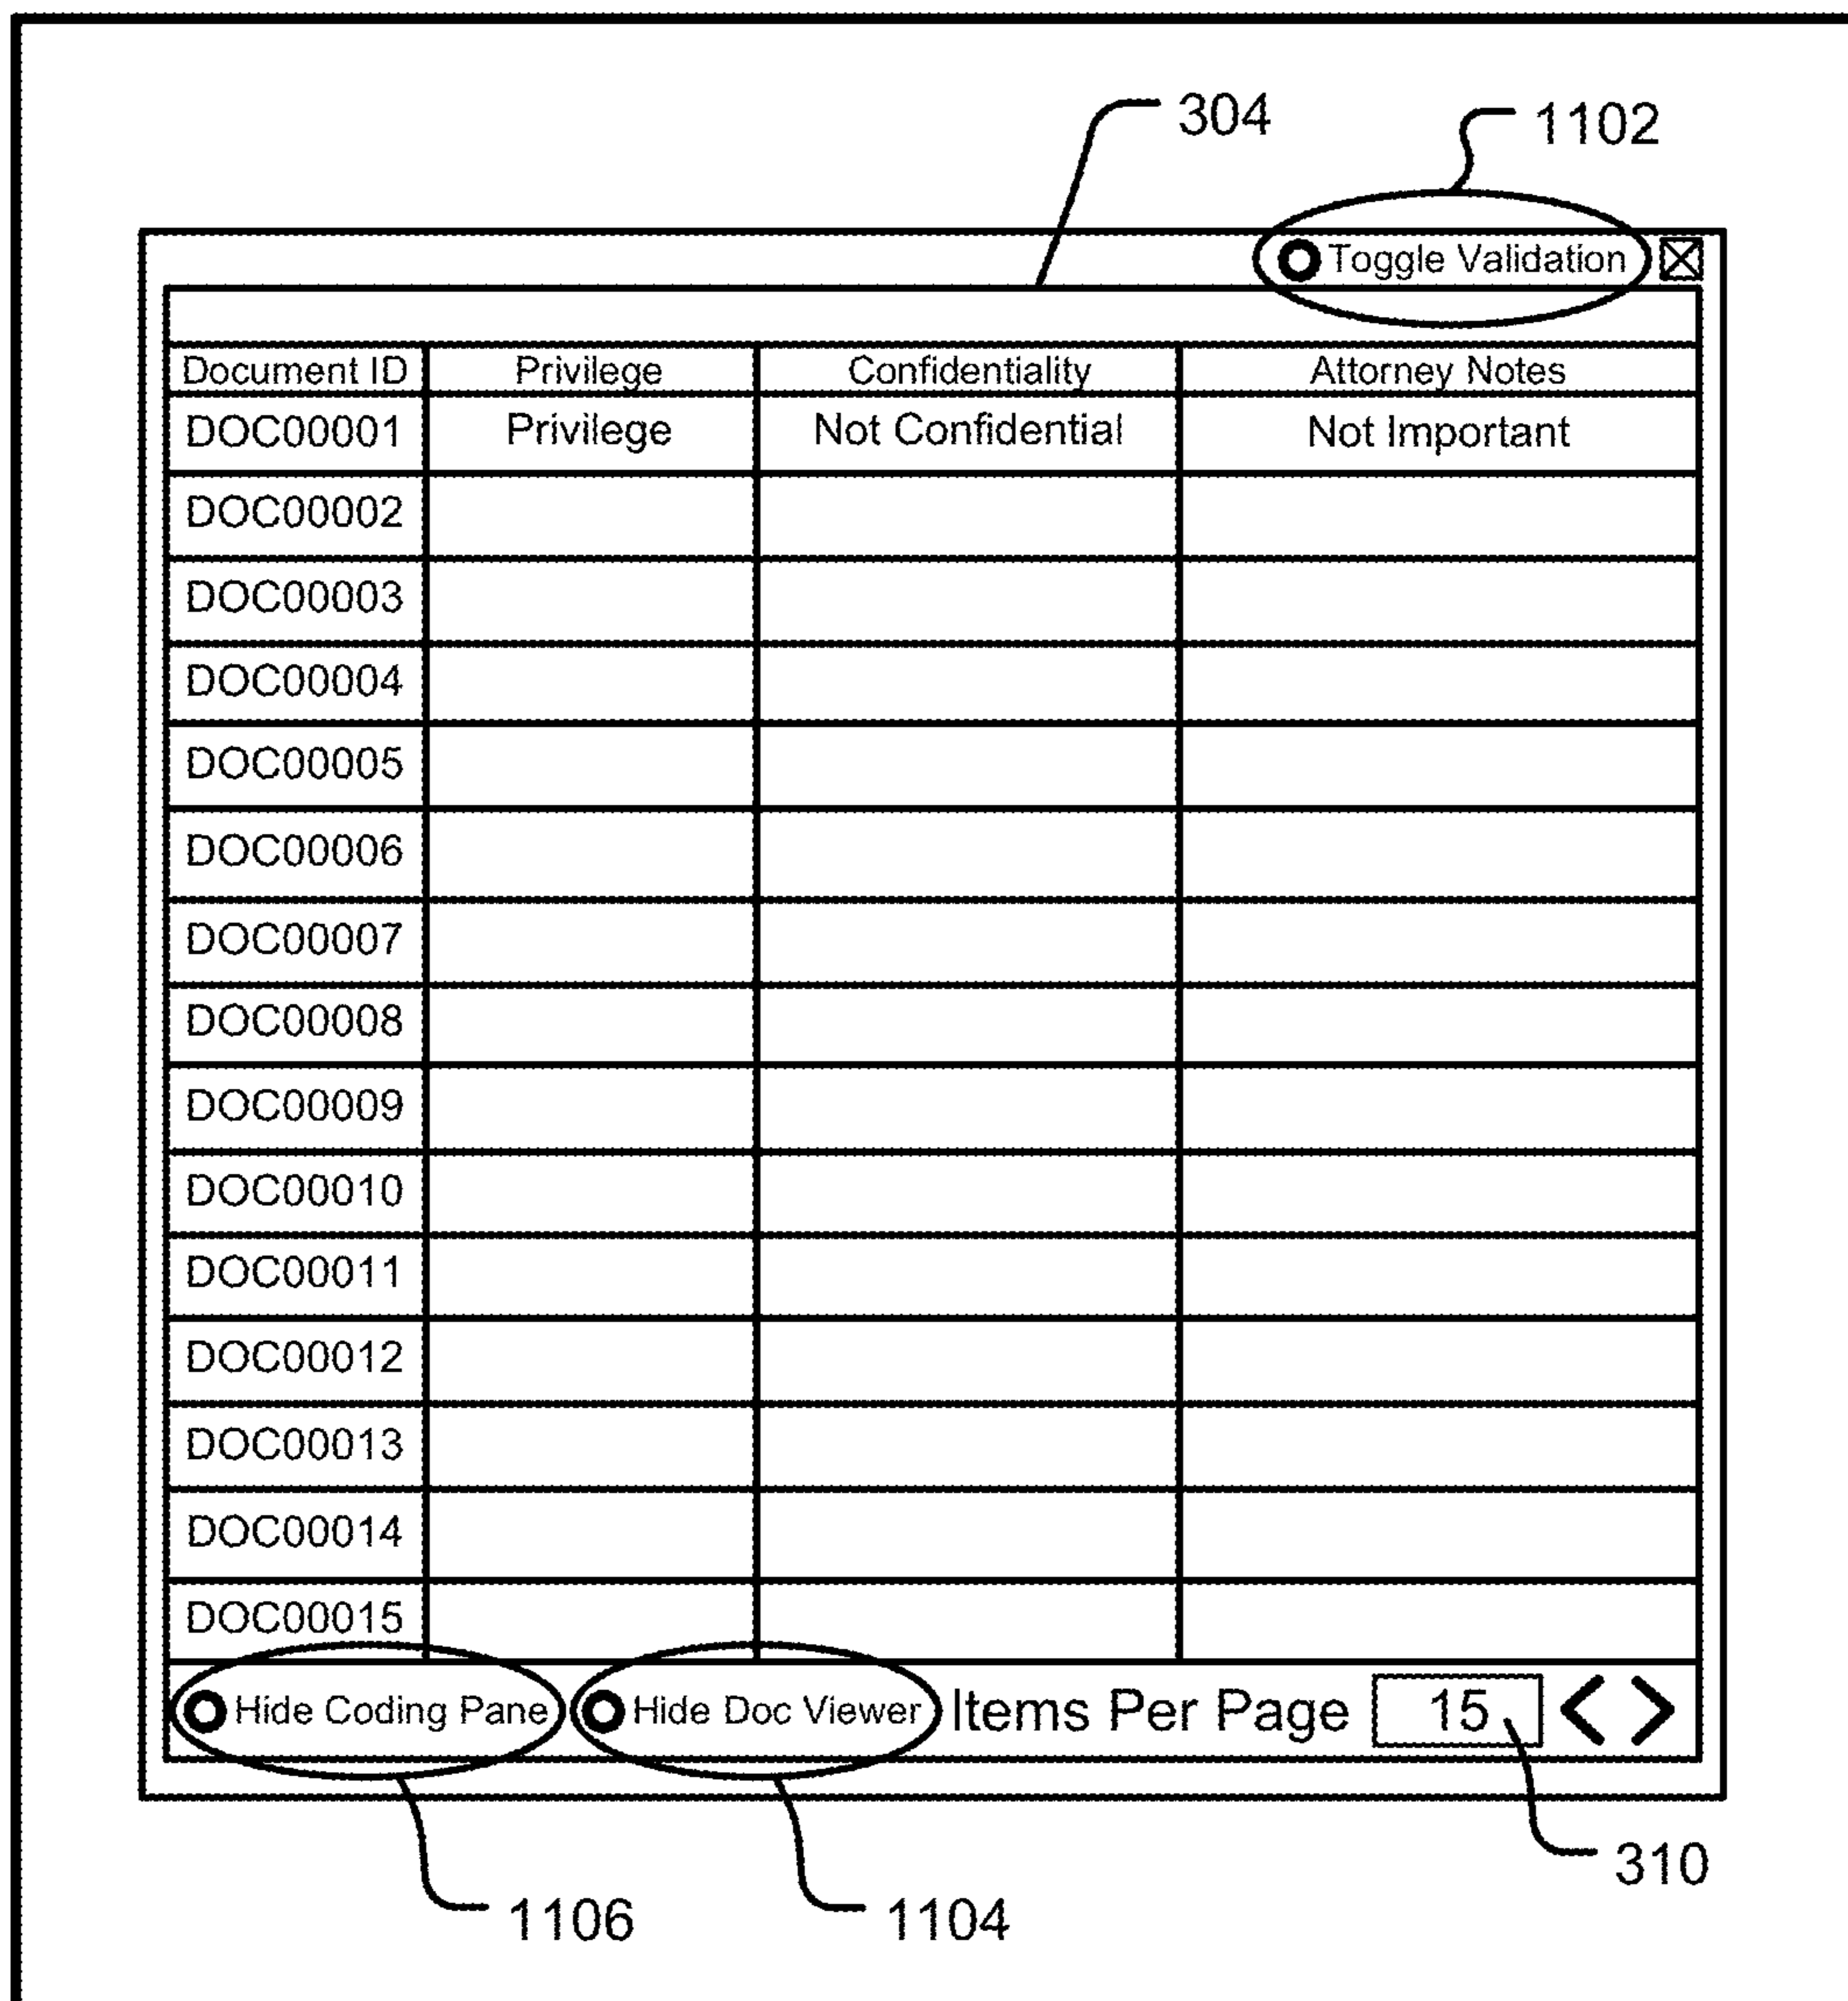 304 1102
Toggle Validation
Document ID Privilege Confidentiality Attorney Notes
DOC00001 Privilege Not Confidential Not Important
DOC00002
DOC00003
DOC00004
DOC00005
DOC00006
DOC00007
DOC00008
DOC00009
DOC00010
DOC00011
DOC00012
DOC00013
DOC00014
DOC00015
Hide Coding Pane Hide Doc Viewer Items Per Page 15 < >
310
1106 1104